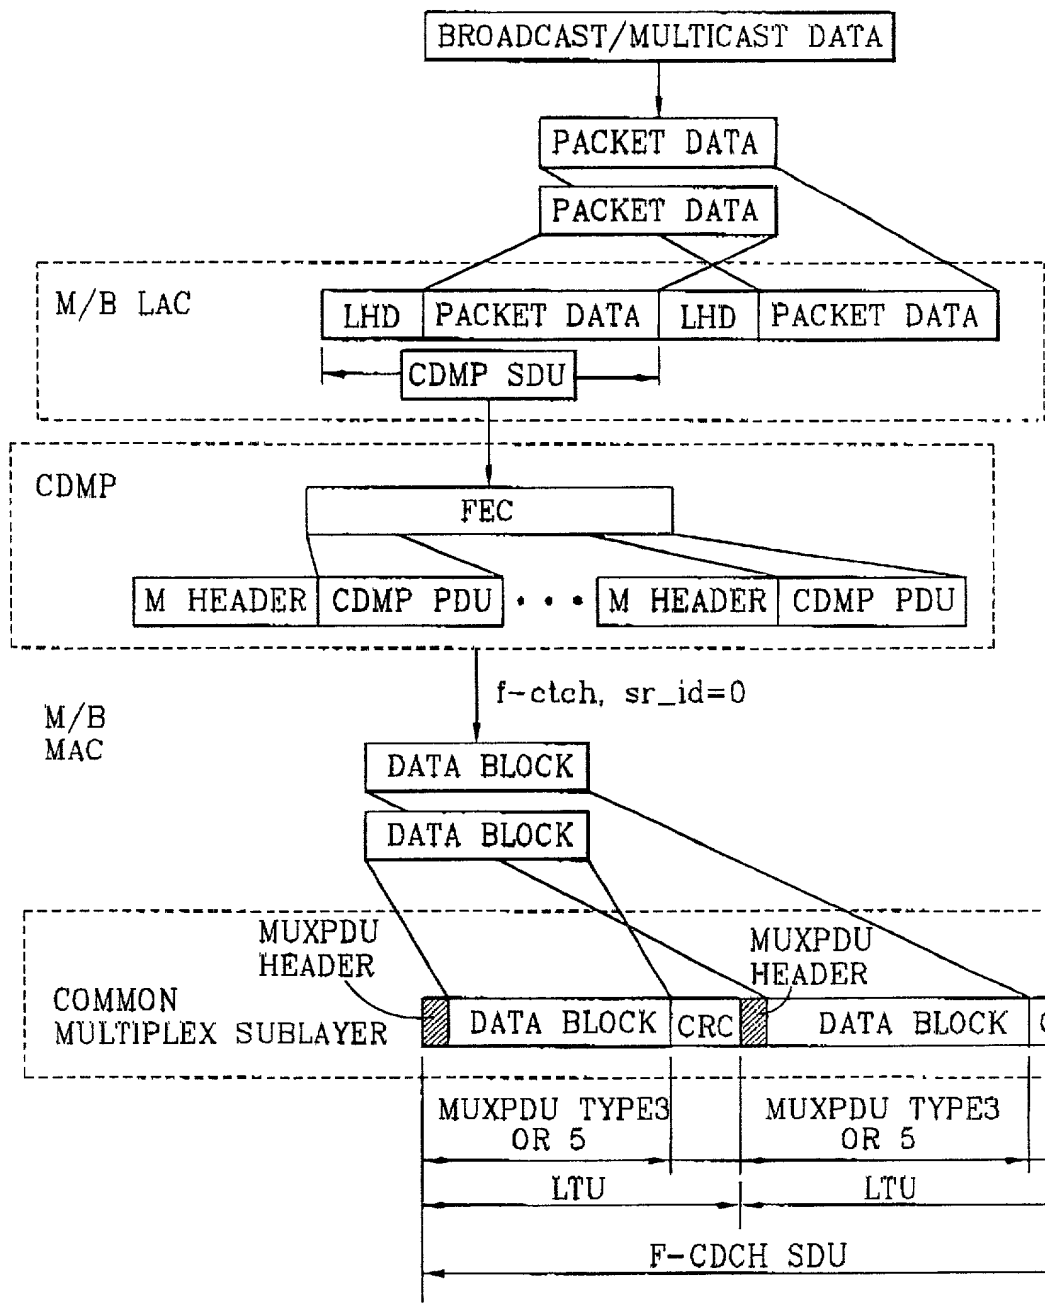 BROADCAST/MULTICAST DATA
PACKET DATA
PACKET DATA
M/B LAC
LHD PACKET DATA LHD PACKET DATA
CDMP SDU
CDMP
FEC
M HEADER CDMP PDU ••• M HEADER CDMP PDU
f-ctch, sr_id=0
M/B
MAC
DATA BLOCK
DATA BLOCK
MUXPDU
HEADER
MUXPDU
HEADER
COMMON
MULTIPLEX SUBLAYER
DATA BLOCK CRC DATA BLOCK
MUXPDU TYPE3
OR 5
MUXPDU TYPE3
OR 5
LTU LTU
F-CDCH SDU